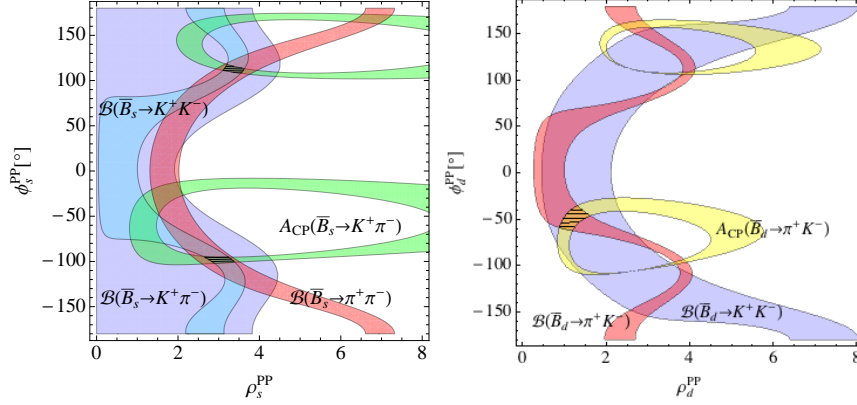 150
100
50
0
−50
−100
−150
ϕ_s^PP[°]
ℬ(B̅_s→K⁺K⁻)
A_CP(B̅_s→K⁺π⁻)
ℬ(B̅_s→K⁺π⁻)
ℬ(B̅_s→π⁺π⁻)
0 2 4 6 8
ρ_s^PP
150
100
50
0
−50
−100
−150
ϕ_d^PP[°]
A_CP(B̅_d→π⁺K⁻)
ℬ(B̅_d→K⁺K⁻)
ℬ(B̅_d→π⁺K⁻)
0 2 4 6 8
ρ_d^PP